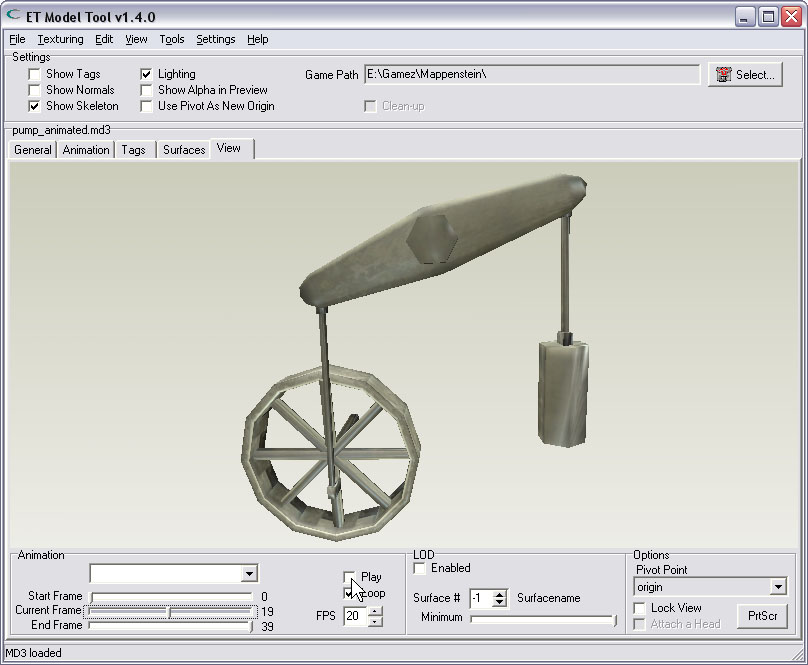 ET Model Tool v1.4.0
File Texturing Edit View Tools Settings Help
Settings
Show Tags
Lighting
Game Path E:\Gamez\Mappenstein\
Select...
Show Normals
Show Alpha in Preview
Show Skeleton
Use Pivot As New Origin
Clean-up
pump_animated.md3
General Animation Tags Surfaces View
Animation
Play
Loop
Start Frame 0
Current Frame 19
End Frame 39
FPS 20
LOD
Enabled
Surface # -1 Surfacename
Minimum
Options
Pivot Point
origin
Lock View
Attach a Head
PrtScr
MD3 loaded